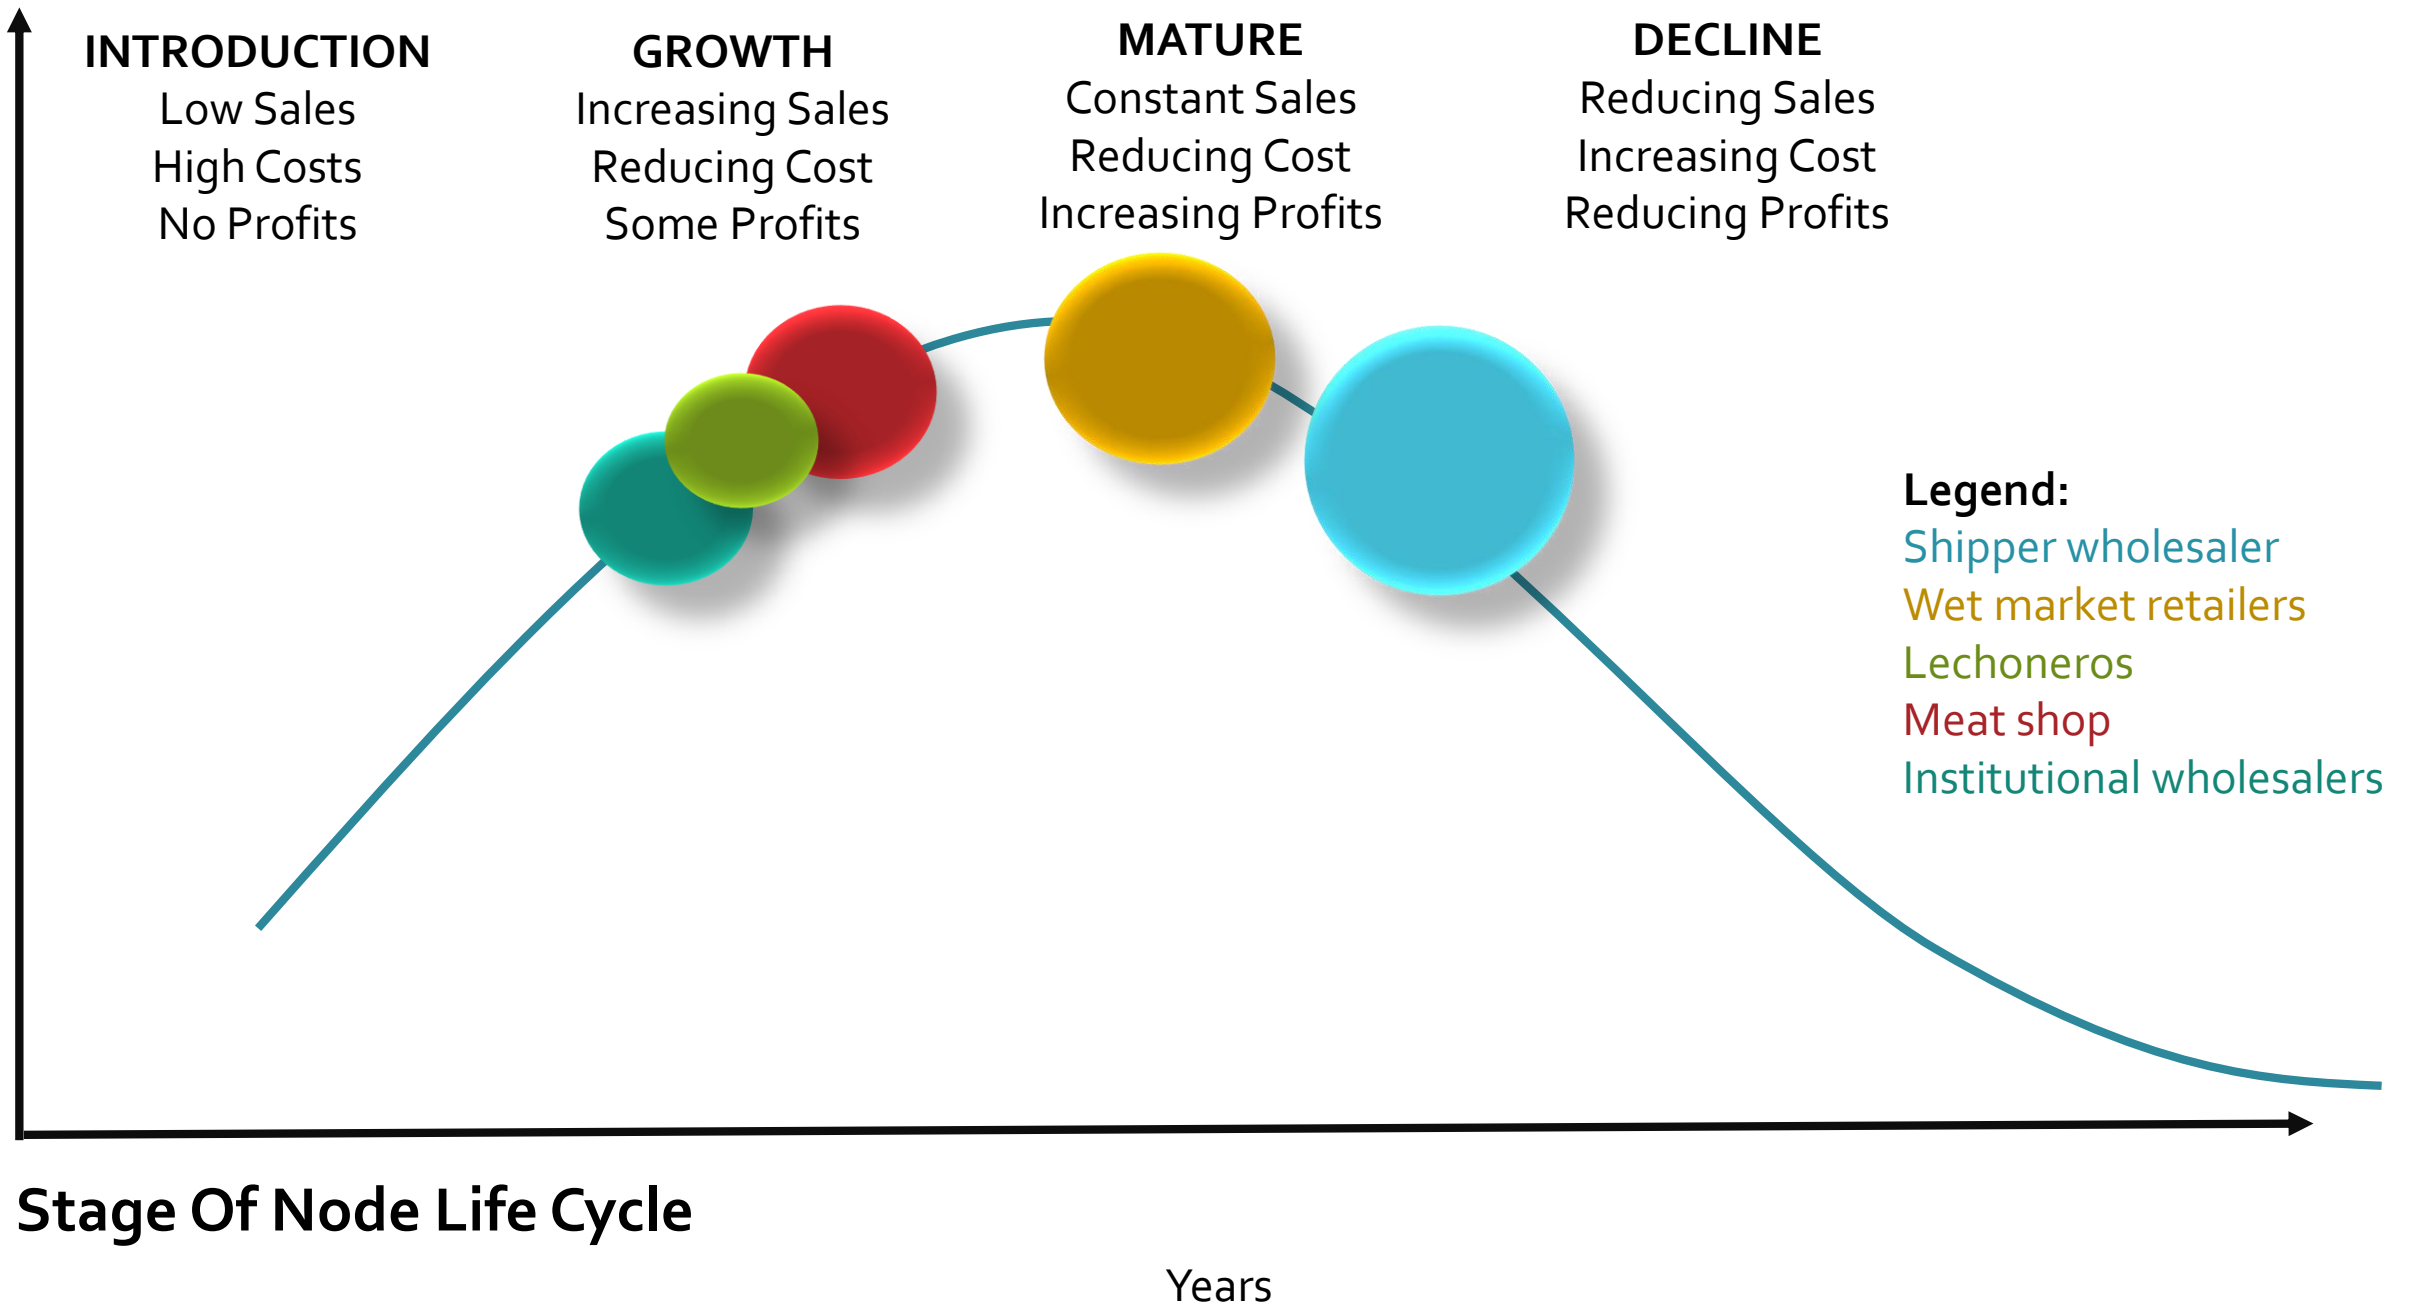 INTRODUCTION
Low Sales
High Costs
No Profits
GROWTH
Increasing Sales
Reducing Cost
Some Profits
MATURE
Constant Sales
Reducing Cost
Increasing Profits
DECLINE
Reducing Sales
Increasing Cost
Reducing Profits
Legend:
Shipper wholesaler
Wet market retailers
Lechoneros
Meat shop
Institutional wholesalers
Stage Of Node Life Cycle
Years